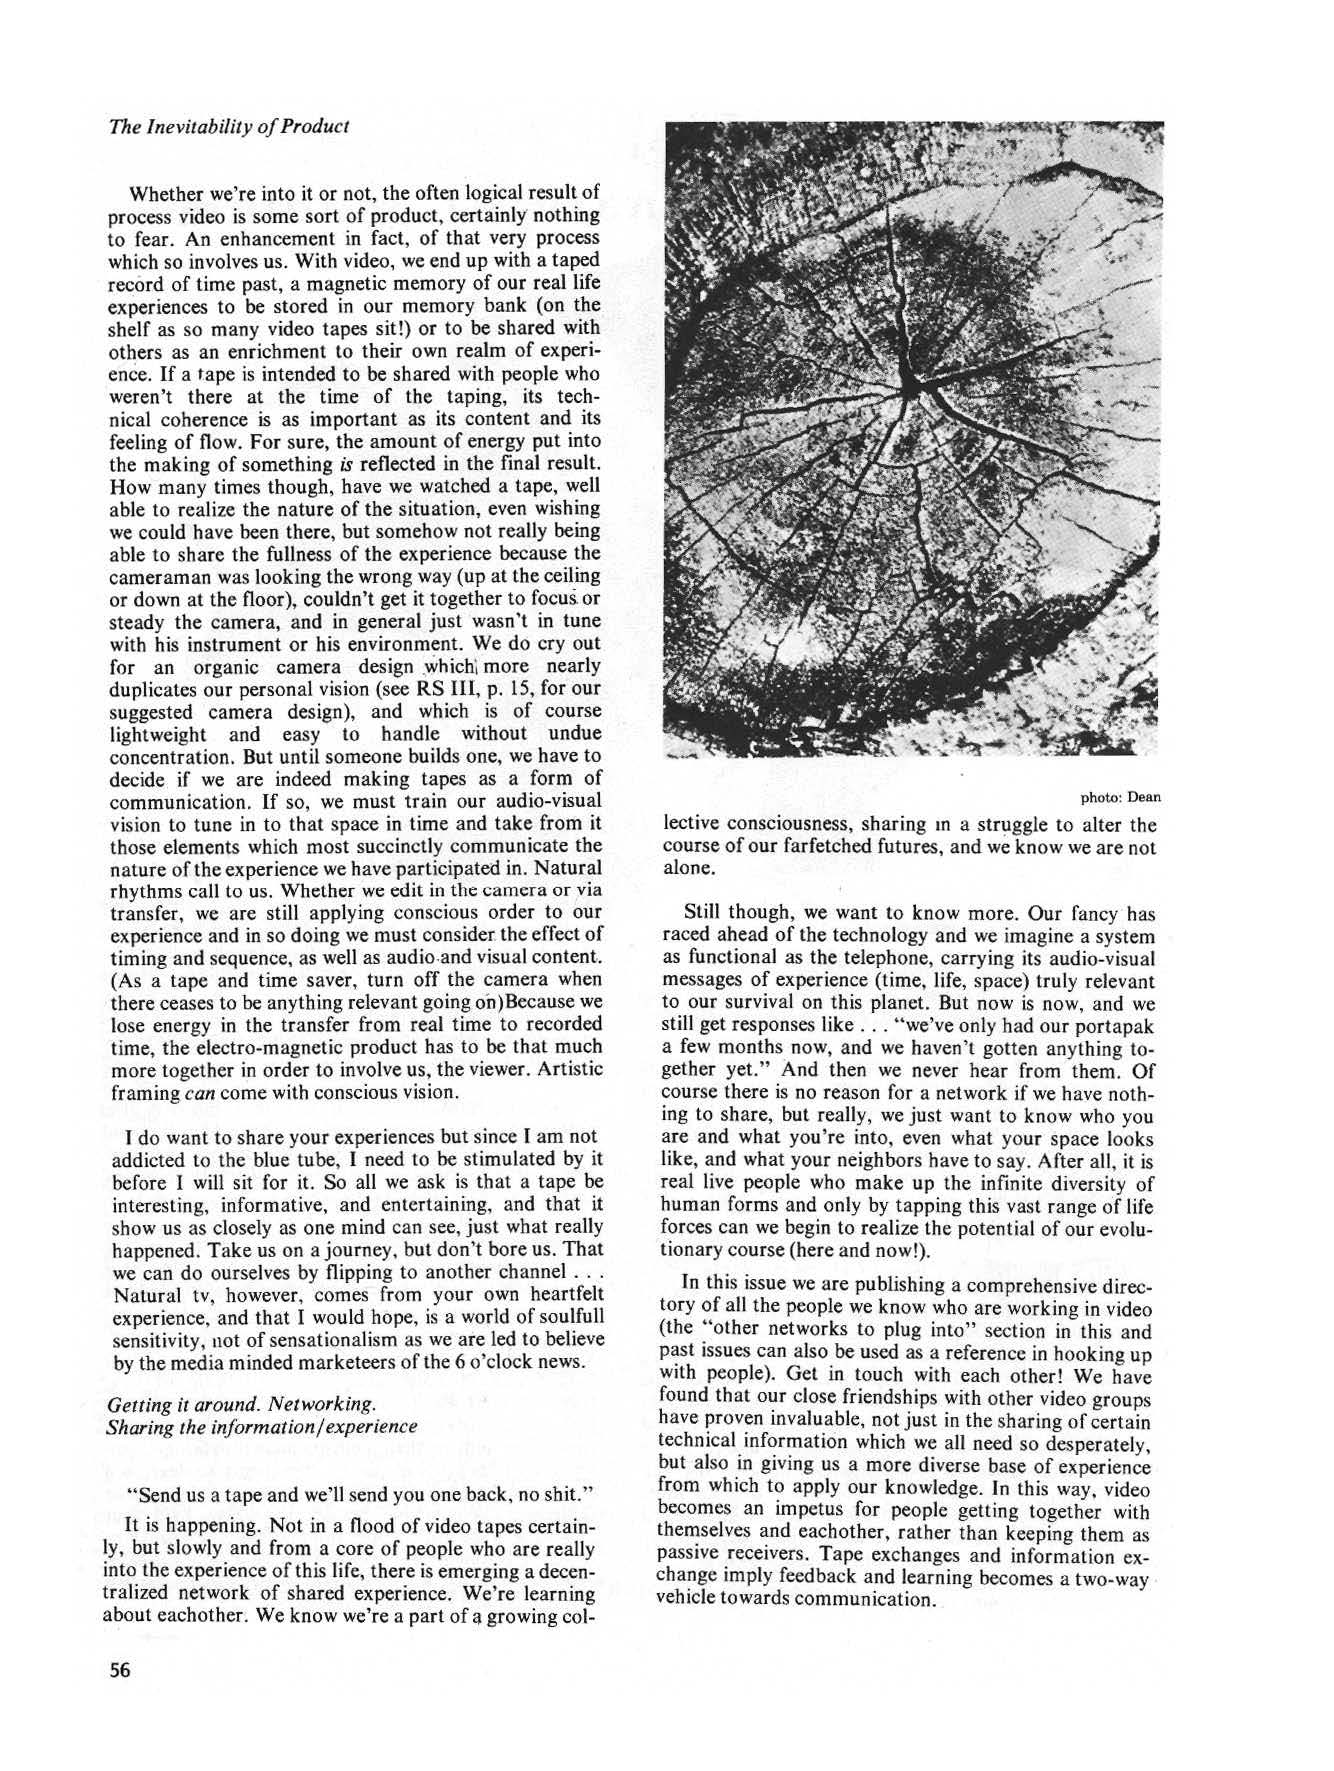 The Inevitability of Product
Whether we're into it or not, the often logical result of
process video is some sort of product, certainly nothing
to fear. An enhancement in fact, of that very process
which so involves us. With video, we end up with a taped
record of time past, a magnetic memory of our real life
experiences to be stored in our memory bank (on the
shelf as so many video tapes sit!) or to be shared with
others as an enrichment to their own realm of experi-
ence. If a tape is intended to be shared with people who
weren't there at the time of the taping, its tech-
nical coherence is as important as its content and its
feeling of flow. For sure, the amount of energy put into
the making of something is reflected in the final result.
How many times though, have we watched a tape, well
able to realize the nature of the situation, even wishing
we could have been there, but somehow not really being
able to share the fullness of the experience because the
cameraman was looking the wrong way (up at the ceiling
or down at the floor), couldn't get it together to focus or
steady the camera, and in general just wasn't in tune
with his instrument or his environment. We do cry out
for an organic camera design which more nearly
duplicates our personal vision (see RS III, p. 15, for our
suggested camera design), and which is of course
lightweight and easy to handle without undue
concentration. But until someone builds one, we have to
decide if we are indeed making tapes as a form of
communication. If so, we must train our audio-visual
vision to tune in to that space in time and take from it
those elements which most succinctly communicate the
nature of the experience we have participated in. Natural
rhythms call to us. Whether we edit in the camera or via
transfer, we are still applying conscious order to our
experience and in so doing we must consider the effect of
timing and sequence, as well as audio and visual content.
(As a tape and time saver, turn off the camera when
there ceases to be anything relevant going on)Because we
lose energy in the transfer from real time to recorded
time, the electro-magnetic product has to be that much
more together in order to involve us, the viewer. Artistic
framing can come with conscious vision.
I do want to share your experiences but since I am not
addicted to the blue tube, I need to be stimulated by it
before I will sit for it. So all we ask is that a tape be
interesting, informative, and entertaining, and that it
show us as closely as one mind can see, just what really
happened. Take us on a journey, but don't bore us. That
we can do ourselves by flipping to another channel . . .
Natural tv, however, comes from your own heartfelt
experience, and that I would hope, is a world of soulfull
sensitivity, not of sensationalism as we are led to believe
by the media minded marketeers of the 6 o'clock news.
Getting it around. Networking.
Sharing the information/experience
"Send us a tape and we'll send you one back, no shit."
It is happening. Not in a flood of video tapes certain-
ly, but slowly and from a core of people who are really
into the experience of this life, there is emerging a decen-
tralized network of shared experience. We're learning
about eachother. We know we're a part of a growing col-
56
photo: Dean
lective consciousness, sharing in a struggle to alter the
course of our farfetched futures, and we know we are not
alone.
Still though, we want to know more. Our fancy has
raced ahead of the technology and we imagine a system
as functional as the telephone, carrying its audio-visual
messages of experience (time, life, space) truly relevant
to our survival on this planet. But now is now, and we
still get responses like . . . "we've only had our portapak
a few months now, and we haven't gotten anything to-
gether yet." And then we never hear from them. Of
course there is no reason for a network if we have noth-
ing to share, but really, we just want to know who you
are and what you're into, even what your space looks
like, and what your neighbors have to say. After all, it is
real live people who make up the infinite diversity of
human forms and only by tapping this vast range of life
forces can we begin to realize the potential of our evolu-
tionary course (here and now!).
In this issue we are publishing a comprehensive direc-
tory of all the people we know who are working in video
(the "other networks to plug into" section in this and
past issues can also be used as a reference in hooking up
with people). Get in touch with each other! We have
found that our close friendships with other video groups
have proven invaluable, not just in the sharing of certain
technical information which we all need so desperately,
but also in giving us a more diverse base of experience
from which to apply our knowledge. In this way, video
becomes an impetus for people getting together with
themselves and eachother, rather than keeping them as
passive receivers. Tape exchanges and information ex-
change imply feedback and learning becomes a two-way
vehicle towards communication.